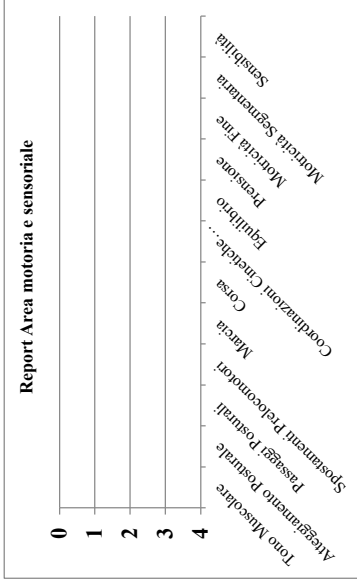 Report Area motoria e sensoriale
0
1
2
3
4
Tono Muscolare
Atteggiamento Posturale
Passaggi Posturali
Spostamenti Prelocomotori
Marcia
Corsa
Coordinazioni Cinetiche…
Equilibrio
Prensione
Motricità Fine
Motricità Segmentaria
Sensibilità